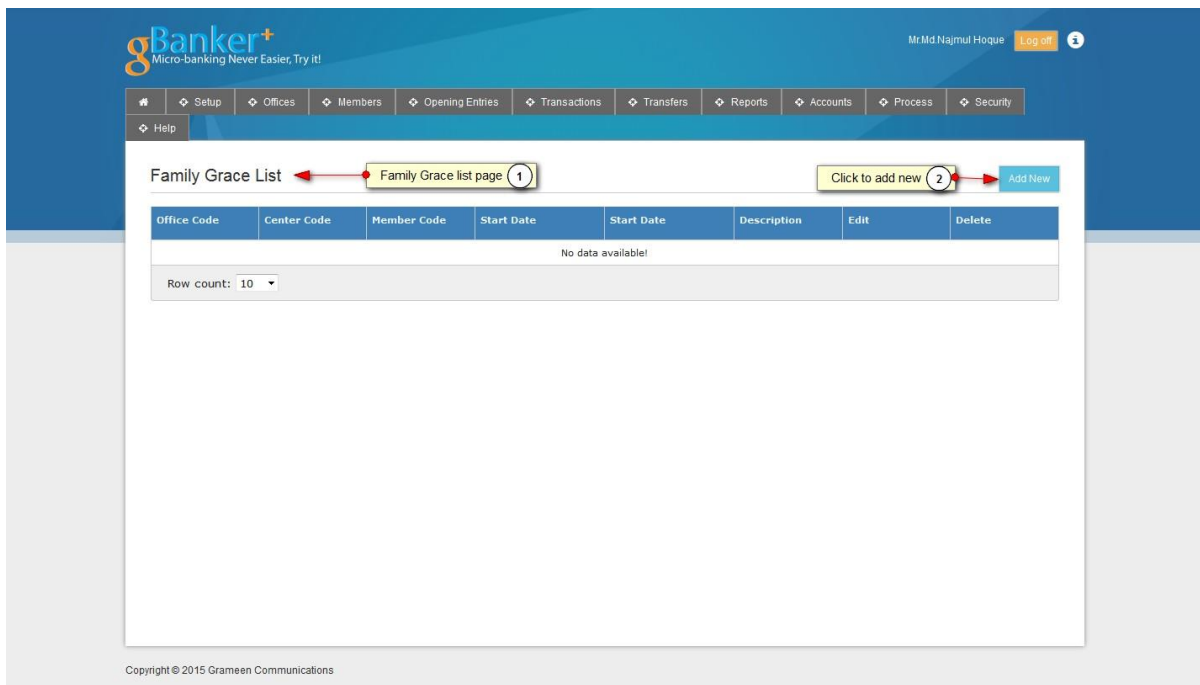 gBanker+
Micro-banking Never Easier, Try it!
Mr.Md.Najmul Hoque Log off i
Setup Offices Members Opening Entries Transactions Transfers Reports Accounts Process Security
Help
Family Grace List Family Grace list page 1 Click to add new 2 Add New
Office Code Center Code Member Code Start Date Start Date Description Edit Delete
No data available!
Row count: 10
Copyright © 2015 Grameen Communications